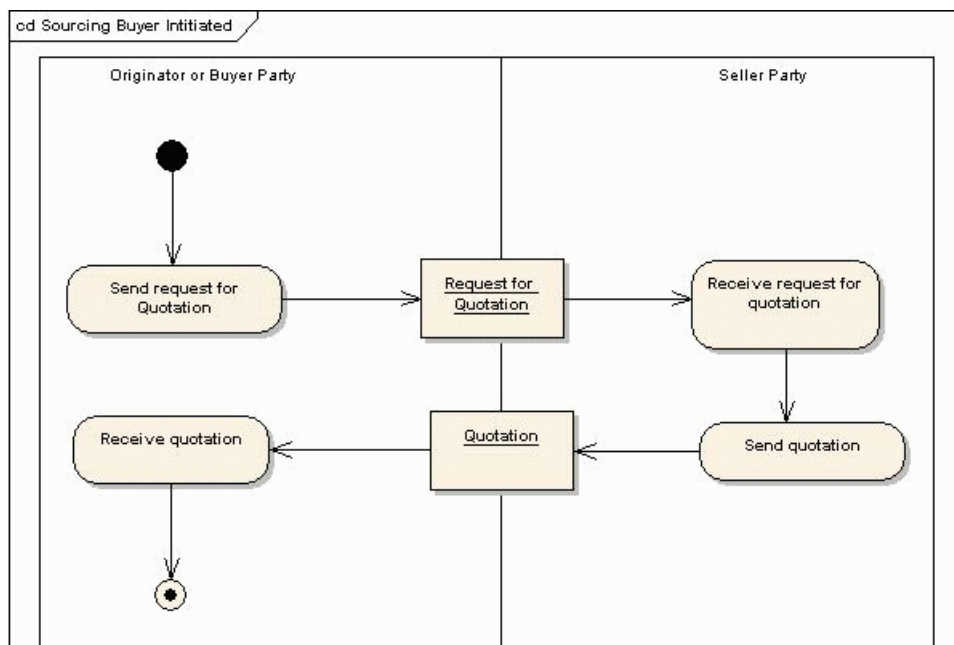 cd Sourcing Buyer Intitiated
Originator or Buyer Party
Seller Party
Send request for
Quotation
Request for
Quotation
Receive request for
quotation
Receive quotation
Quotation
Send quotation